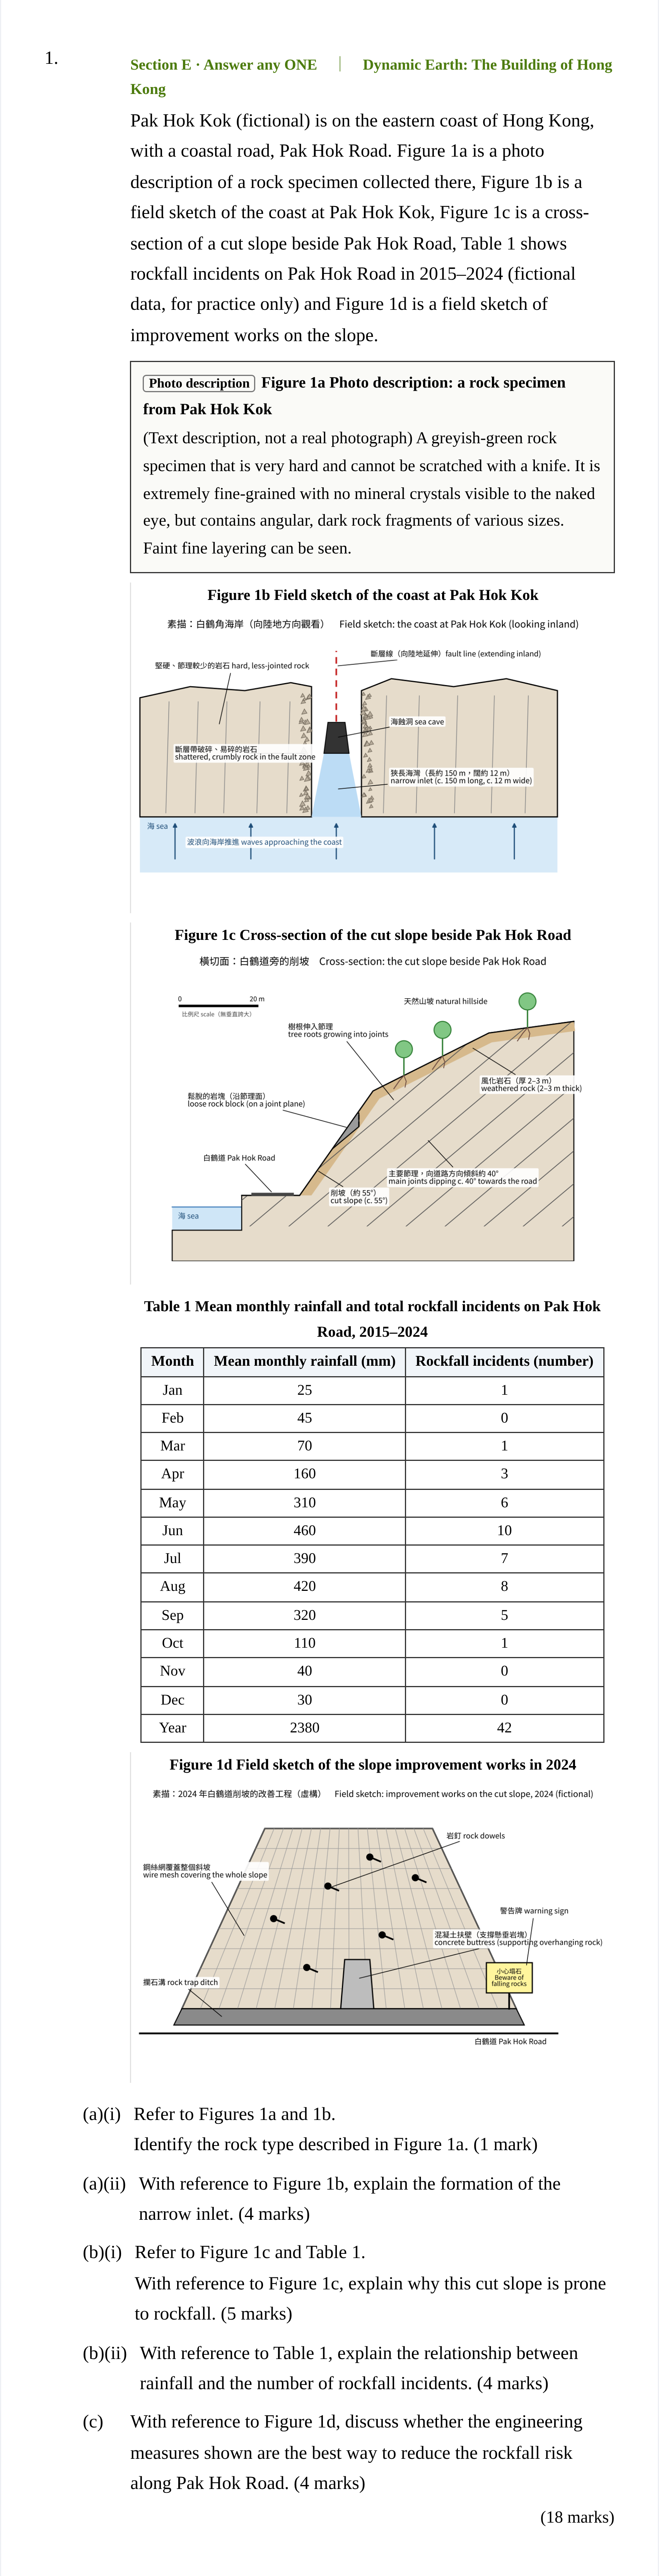 1.
Section E · Answer any ONE | Dynamic Earth: The Building of Hong
Kong
Pak Hok Kok (fictional) is on the eastern coast of Hong Kong,
with a coastal road, Pak Hok Road. Figure 1a is a photo
description of a rock specimen collected there, Figure 1b is a
field sketch of the coast at Pak Hok Kok, Figure 1c is a cross-
section of a cut slope beside Pak Hok Road, Table 1 shows
rockfall incidents on Pak Hok Road in 2015–2024 (fictional
data, for practice only) and Figure 1d is a field sketch of
improvement works on the slope.
Photo description Figure 1a Photo description: a rock specimen
from Pak Hok Kok
(Text description, not a real photograph) A greyish-green rock
specimen that is very hard and cannot be scratched with a knife. It is
extremely fine-grained with no mineral crystals visible to the naked
eye, but contains angular, dark rock fragments of various sizes.
Faint fine layering can be seen.
Figure 1b Field sketch of the coast at Pak Hok Kok
素描：白鶴角海岸（向陸地方向觀看） Field sketch: the coast at Pak Hok Kok (looking inland)
斷層線（向陸地延伸）fault line (extending inland)
堅硬、節理較少的岩石 hard, less-jointed rock
海蝕洞 sea cave
斷層帶破碎、易碎的岩石
shattered, crumbly rock in the fault zone
狹長海灣（長約 150 m，闊約 12 m）
narrow inlet (c. 150 m long, c. 12 m wide)
海 sea
波浪向海岸推進 waves approaching the coast
Figure 1c Cross-section of the cut slope beside Pak Hok Road
橫切面：白鶴道旁的削坡 Cross-section: the cut slope beside Pak Hok Road
0 20 m
比例尺 scale（無垂直誇大）
天然山坡 natural hillside
樹根伸入節理
tree roots growing into joints
風化岩石（厚 2–3 m）
weathered rock (2–3 m thick)
鬆脫的岩塊（沿節理面）
loose rock block (on a joint plane)
白鶴道 Pak Hok Road
主要節理，向道路方向傾斜約 40°
main joints dipping c. 40° towards the road
削坡（約 55°）
cut slope (c. 55°)
海 sea
Table 1 Mean monthly rainfall and total rockfall incidents on Pak Hok
Road, 2015–2024
Month Mean monthly rainfall (mm) Rockfall incidents (number)
Jan 25 1
Feb 45 0
Mar 70 1
Apr 160 3
May 310 6
Jun 460 10
Jul 390 7
Aug 420 8
Sep 320 5
Oct 110 1
Nov 40 0
Dec 30 0
Year 2380 42
Figure 1d Field sketch of the slope improvement works in 2024
素描：2024 年白鶴道削坡的改善工程（虛構） Field sketch: improvement works on the cut slope, 2024 (fictional)
岩釘 rock dowels
鋼絲網覆蓋整個斜坡
wire mesh covering the whole slope
警告牌 warning sign
混凝土扶壁（支撐懸垂岩塊）
concrete buttress (supporting overhanging rock)
小心墮石
Beware of
falling rocks
攔石溝 rock trap ditch
白鶴道 Pak Hok Road
(a)(i) Refer to Figures 1a and 1b.
Identify the rock type described in Figure 1a. (1 mark)
(a)(ii) With reference to Figure 1b, explain the formation of the
narrow inlet. (4 marks)
(b)(i) Refer to Figure 1c and Table 1.
With reference to Figure 1c, explain why this cut slope is prone
to rockfall. (5 marks)
(b)(ii) With reference to Table 1, explain the relationship between
rainfall and the number of rockfall incidents. (4 marks)
(c) With reference to Figure 1d, discuss whether the engineering
measures shown are the best way to reduce the rockfall risk
along Pak Hok Road. (4 marks)
(18 marks)